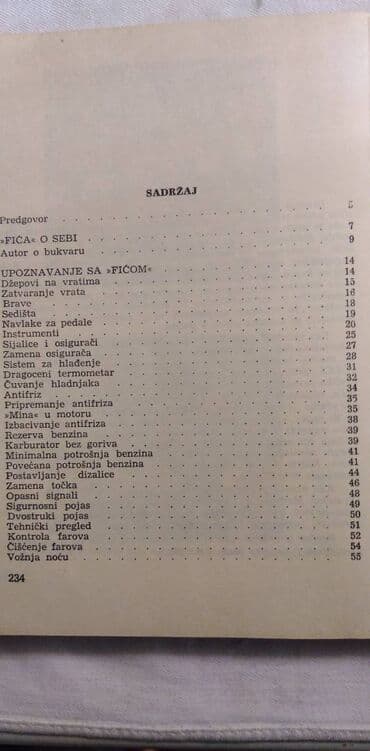 SADRŽAJ
Predgovor . . . . . . . . . . 5
»FIĆA« O SEBI . . . . . . . . . . 7
Autor o bukvaru . . . . . . . . . . 9
UPOZNAVANJE SA »FIĆOM« . . . . . . . . . . 14
Džepovi na vratima . . . . . . . . . . 14
Zatvaranje vrata . . . . . . . . . . 15
Brave . . . . . . . . . . 16
Sedišta . . . . . . . . . . 18
Navlake za pedale . . . . . . . . . . 19
Instrumenti . . . . . . . . . . 20
Sijalice i osigurači . . . . . . . . . . 25
Zamena osigurača . . . . . . . . . . 27
Sistem za hlađenje . . . . . . . . . . 28
Dragoceni termometar . . . . . . . . . . 31
Čuvanje hladnjaka . . . . . . . . . . 32
Antifriz . . . . . . . . . . 34
Pripremanje antifriza . . . . . . . . . . 35
»Mina« u motoru . . . . . . . . . . 35
Izbacivanje antifriza . . . . . . . . . . 38
Rezerva benzina . . . . . . . . . . 39
Karburator bez goriva . . . . . . . . . . 39
Minimalna potrošnja benzina . . . . . . . . . . 41
Povećana potrošnja benzina . . . . . . . . . . 41
Postavljanje dizalice . . . . . . . . . . 44
Zamena točka . . . . . . . . . . 46
Opasni signali . . . . . . . . . . 48
Sigurnosni pojas . . . . . . . . . . 49
Dvostruki pojas . . . . . . . . . . 50
Tehnički pregled . . . . . . . . . . 51
Kontrola farova . . . . . . . . . . 52
Čišćenje farova . . . . . . . . . . 54
Vožnja noću . . . . . . . . . . 55
234